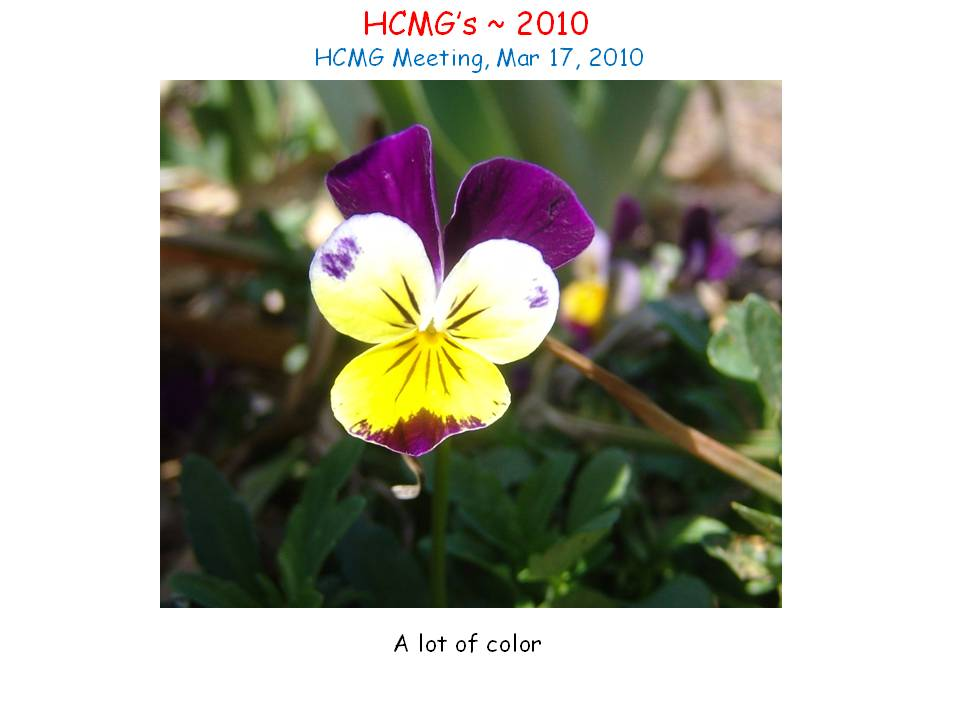 HCMG's ~ 2010
HCMG Meeting, Mar 17, 2010
A lot of color